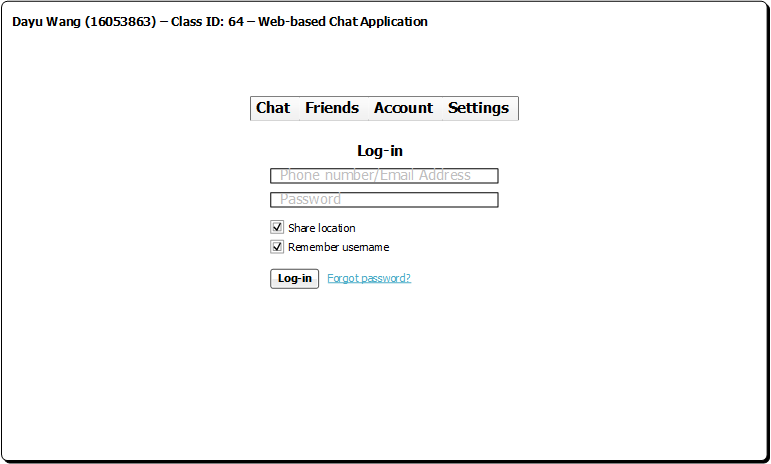 Dayu Wang (16053863) – Class ID: 64 – Web-based Chat Application
Chat Friends Account Settings
Log-in
Phone number/Email Address
Password
Share location
Remember username
Log-in Forgot password?